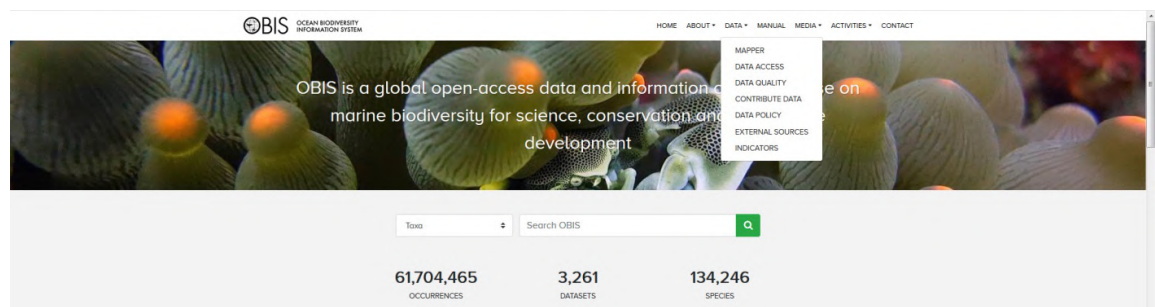 OBIS OCEAN BIODIVERSITY
INFORMATION SYSTEM
HOME ABOUT DATA MANUAL MEDIA ACTIVITIES CONTACT
MAPPER
DATA ACCESS
DATA QUALITY
CONTRIBUTE DATA
DATA POLICY
EXTERNAL SOURCES
INDICATORS
OBIS is a global open-access data and information on
marine biodiversity for science, conservation
development
Taxa
Search OBIS
61,704,465 3,261 134,246
OCCURRENCES DATASETS SPECIES